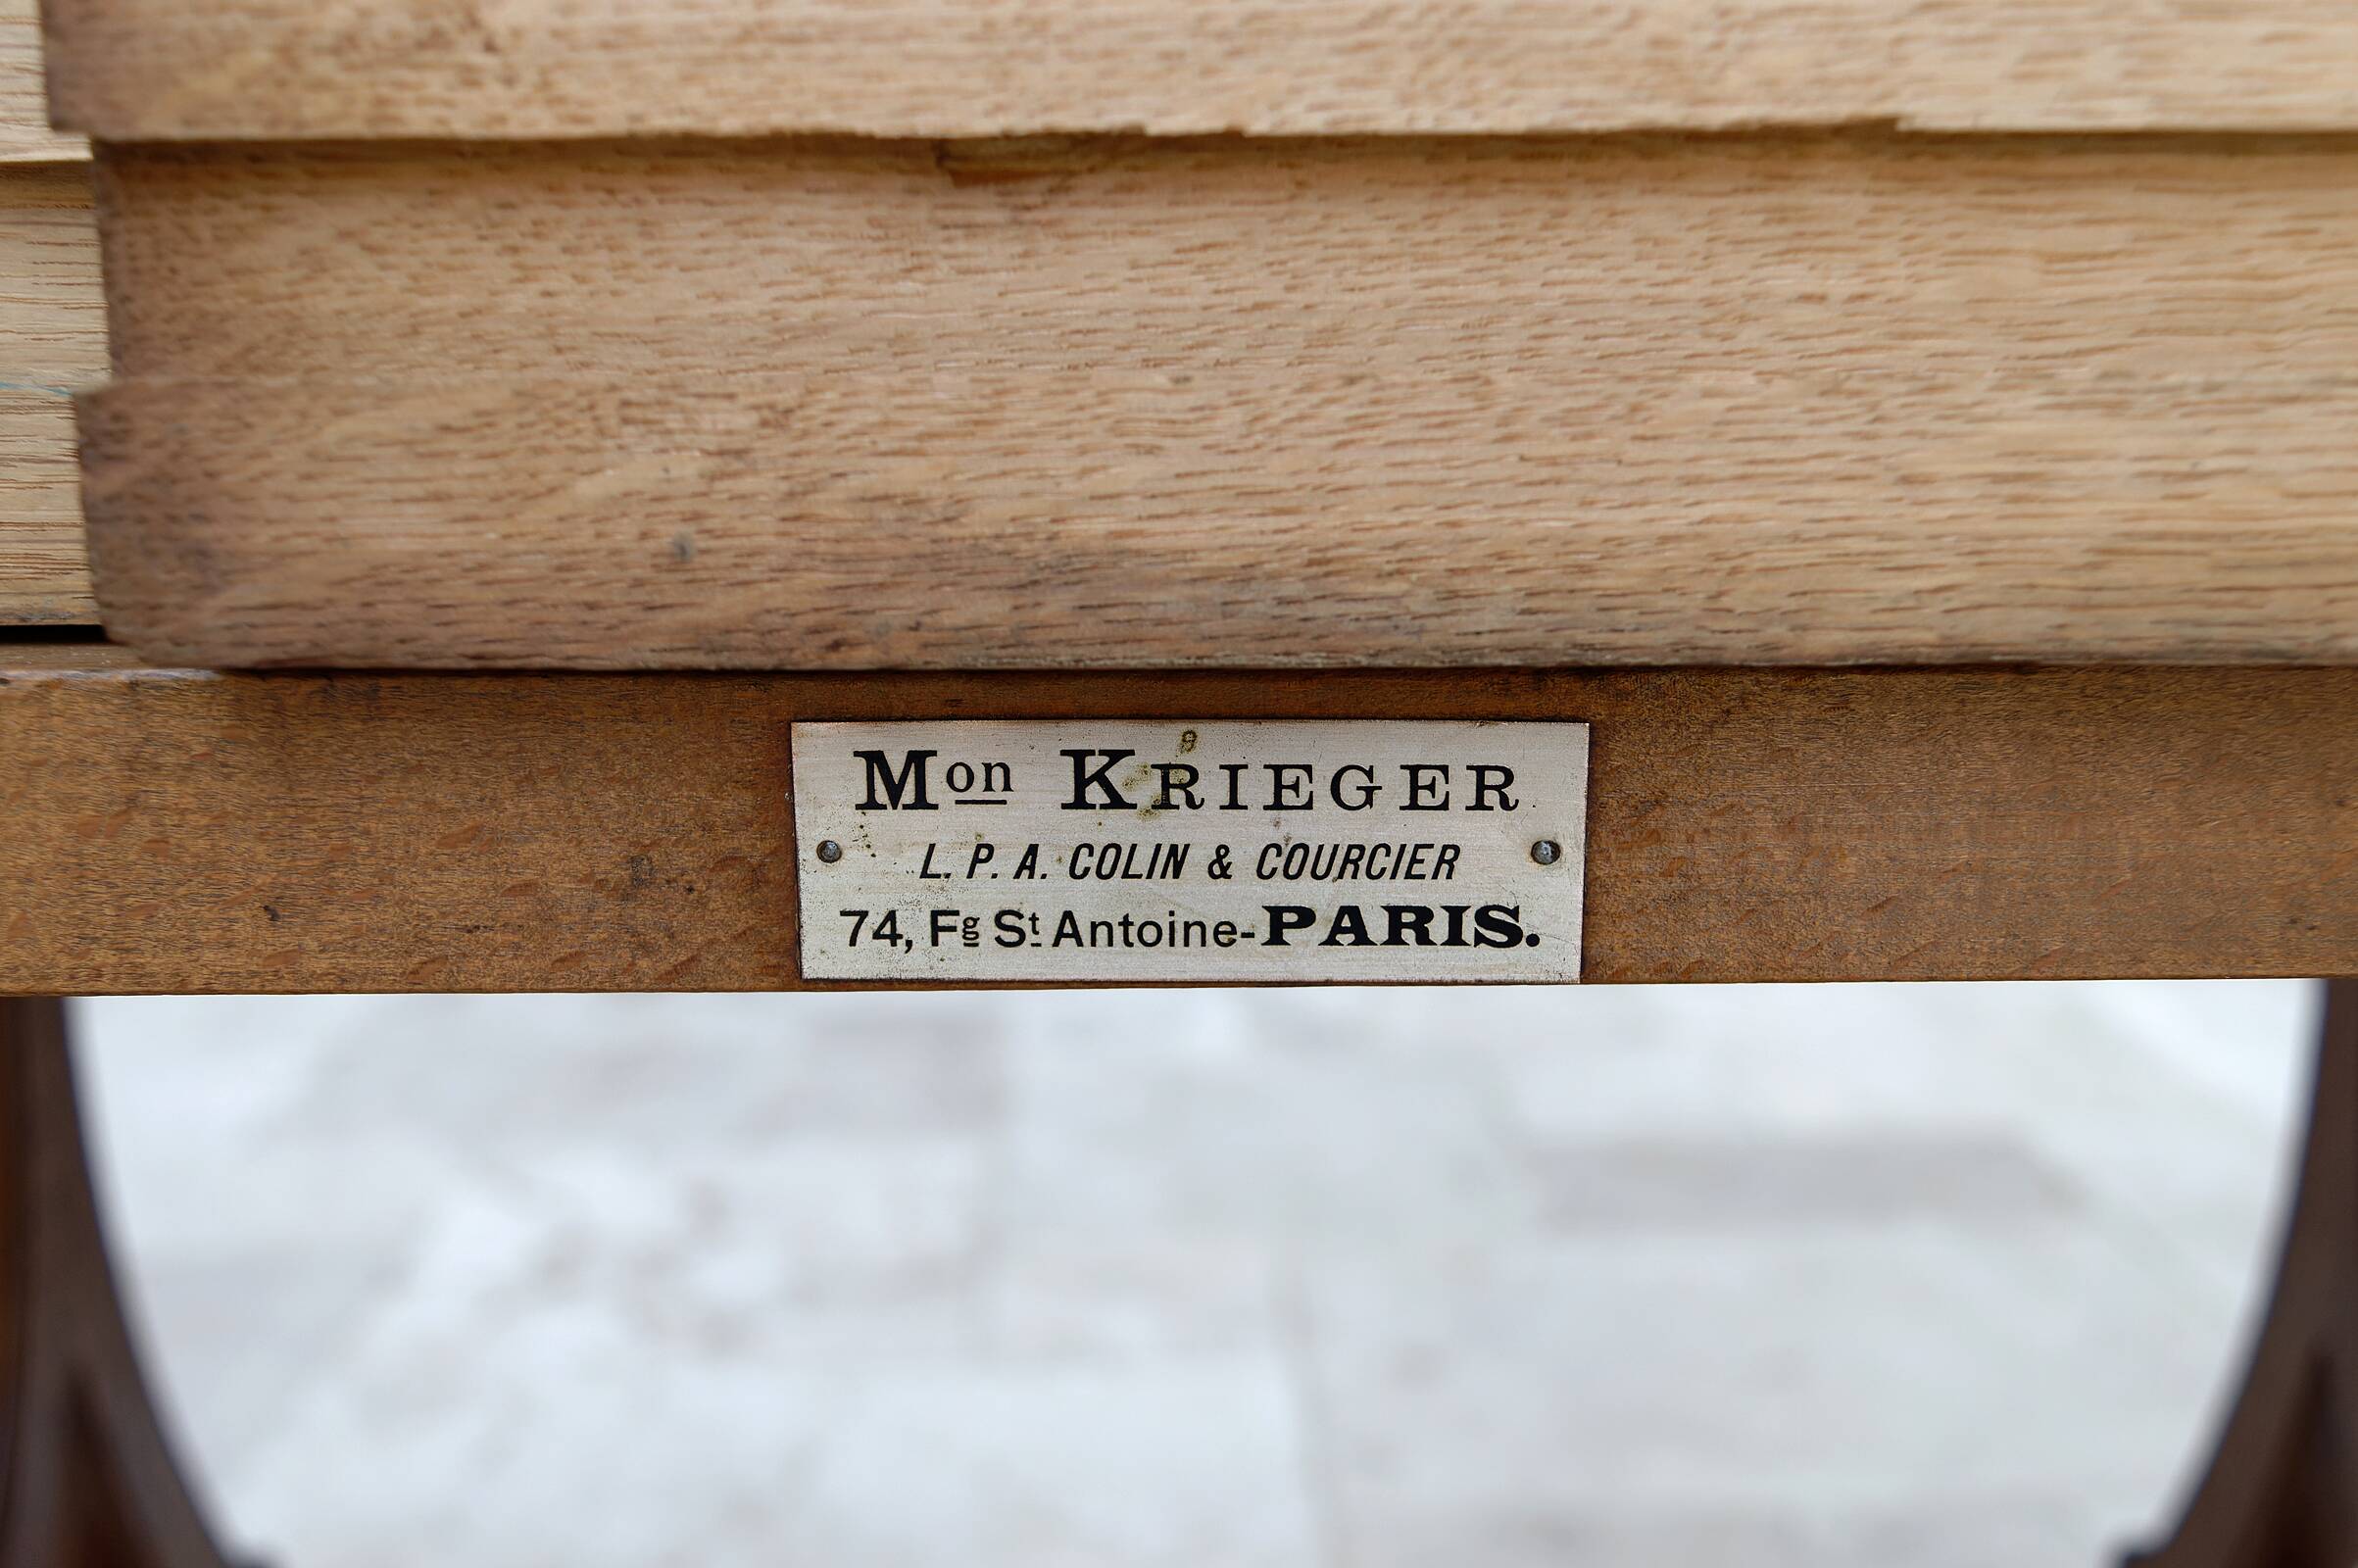 Mon KRIEGER
L. P. A. COLIN & COURCIER
74, Fg St Antoine-PARIS.